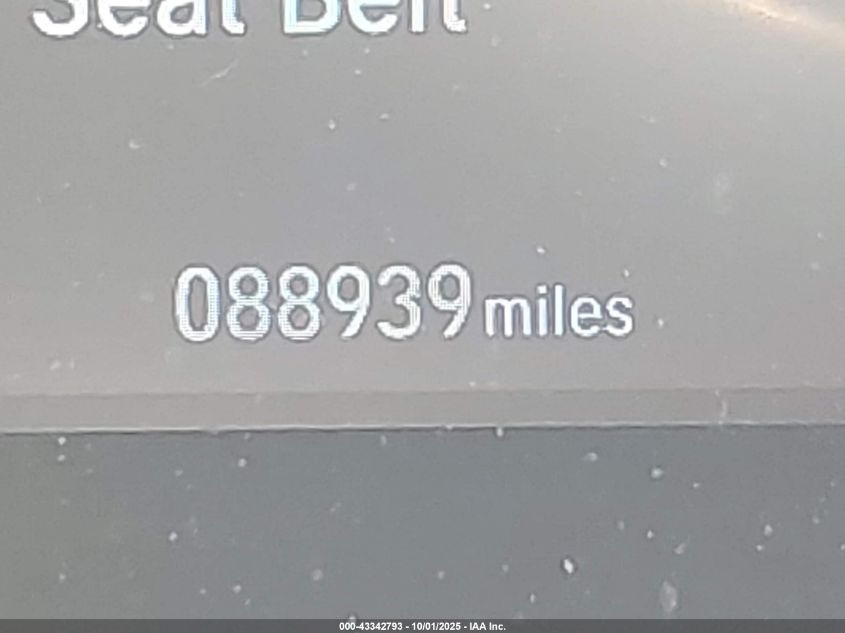 Seat Belt
088939 miles
000-43342793 - 10/01/2025 - IAA Inc.